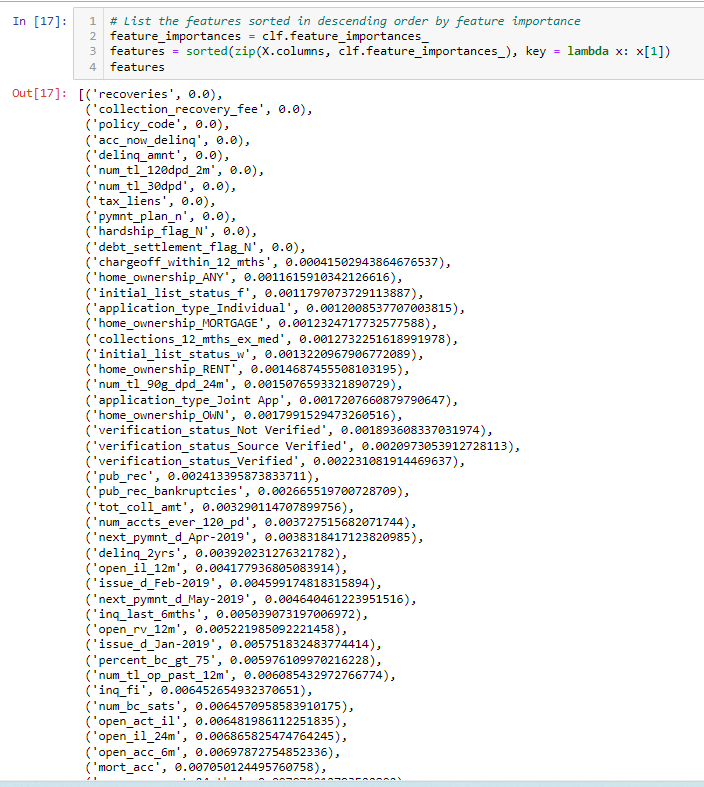 In [17]:
1 # List the features sorted in descending order by feature importance
2 feature_importances = clf.feature_importances_
3 features = sorted(zip(X.columns, clf.feature_importances_), key = lambda x: x[1])
4 features
Out[17]: [('recoveries', 0.0),
('collection_recovery_fee', 0.0),
('policy_code', 0.0),
('acc_now_delinq', 0.0),
('delinq_amnt', 0.0),
('num_tl_120dpd_2m', 0.0),
('num_tl_30dpd', 0.0),
('tax_liens', 0.0),
('pymnt_plan_n', 0.0),
('hardship_flag_N', 0.0),
('debt_settlement_flag_N', 0.0),
('chargeoff_within_12_mths', 0.00041502943864676537),
('home_ownership_ANY', 0.0011615910342126616),
('initial_list_status_f', 0.0011797073729113887),
('application_type_Individual', 0.0012008537707003815),
('home_ownership_MORTGAGE', 0.0012324717732577588),
('collections_12_mths_ex_med', 0.0012732251618991978),
('initial_list_status_w', 0.0013220967906772089),
('home_ownership_RENT', 0.0014687455508103195),
('num_tl_90g_dpd_24m', 0.0015076593321890729),
('application_type_Joint App', 0.0017207660879790647),
('home_ownership_OWN', 0.0017991529473260516),
('verification_status_Not Verified', 0.001893608337031974),
('verification_status_Source Verified', 0.0020973053912728113),
('verification_status_Verified', 0.002231081914469637),
('pub_rec', 0.002413395873833711),
('pub_rec_bankruptcies', 0.002665519700728709),
('tot_coll_amt', 0.003290114707899756),
('num_accts_ever_120_pd', 0.003727515682071744),
('next_pymnt_d_Apr-2019', 0.0038318417123820985),
('delinq_2yrs', 0.003920231276321782),
('open_il_12m', 0.004177936805083914),
('issue_d_Feb-2019', 0.004599174818315894),
('next_pymnt_d_May-2019', 0.004640461223951516),
('inq_last_6mths', 0.005039073197006972),
('open_rv_12m', 0.005221985092221458),
('issue_d_Jan-2019', 0.005751832483774414),
('percent_bc_gt_75', 0.005976109970216228),
('num_tl_op_past_12m', 0.006085432972766774),
('inq_fi', 0.006452654932370651),
('num_bc_sats', 0.0064570958583910175),
('open_act_il', 0.006481986112251835),
('open_il_24m', 0.006865825474764245),
('open_acc_6m', 0.00697872754852336),
('mort_acc', 0.007050124495760758),